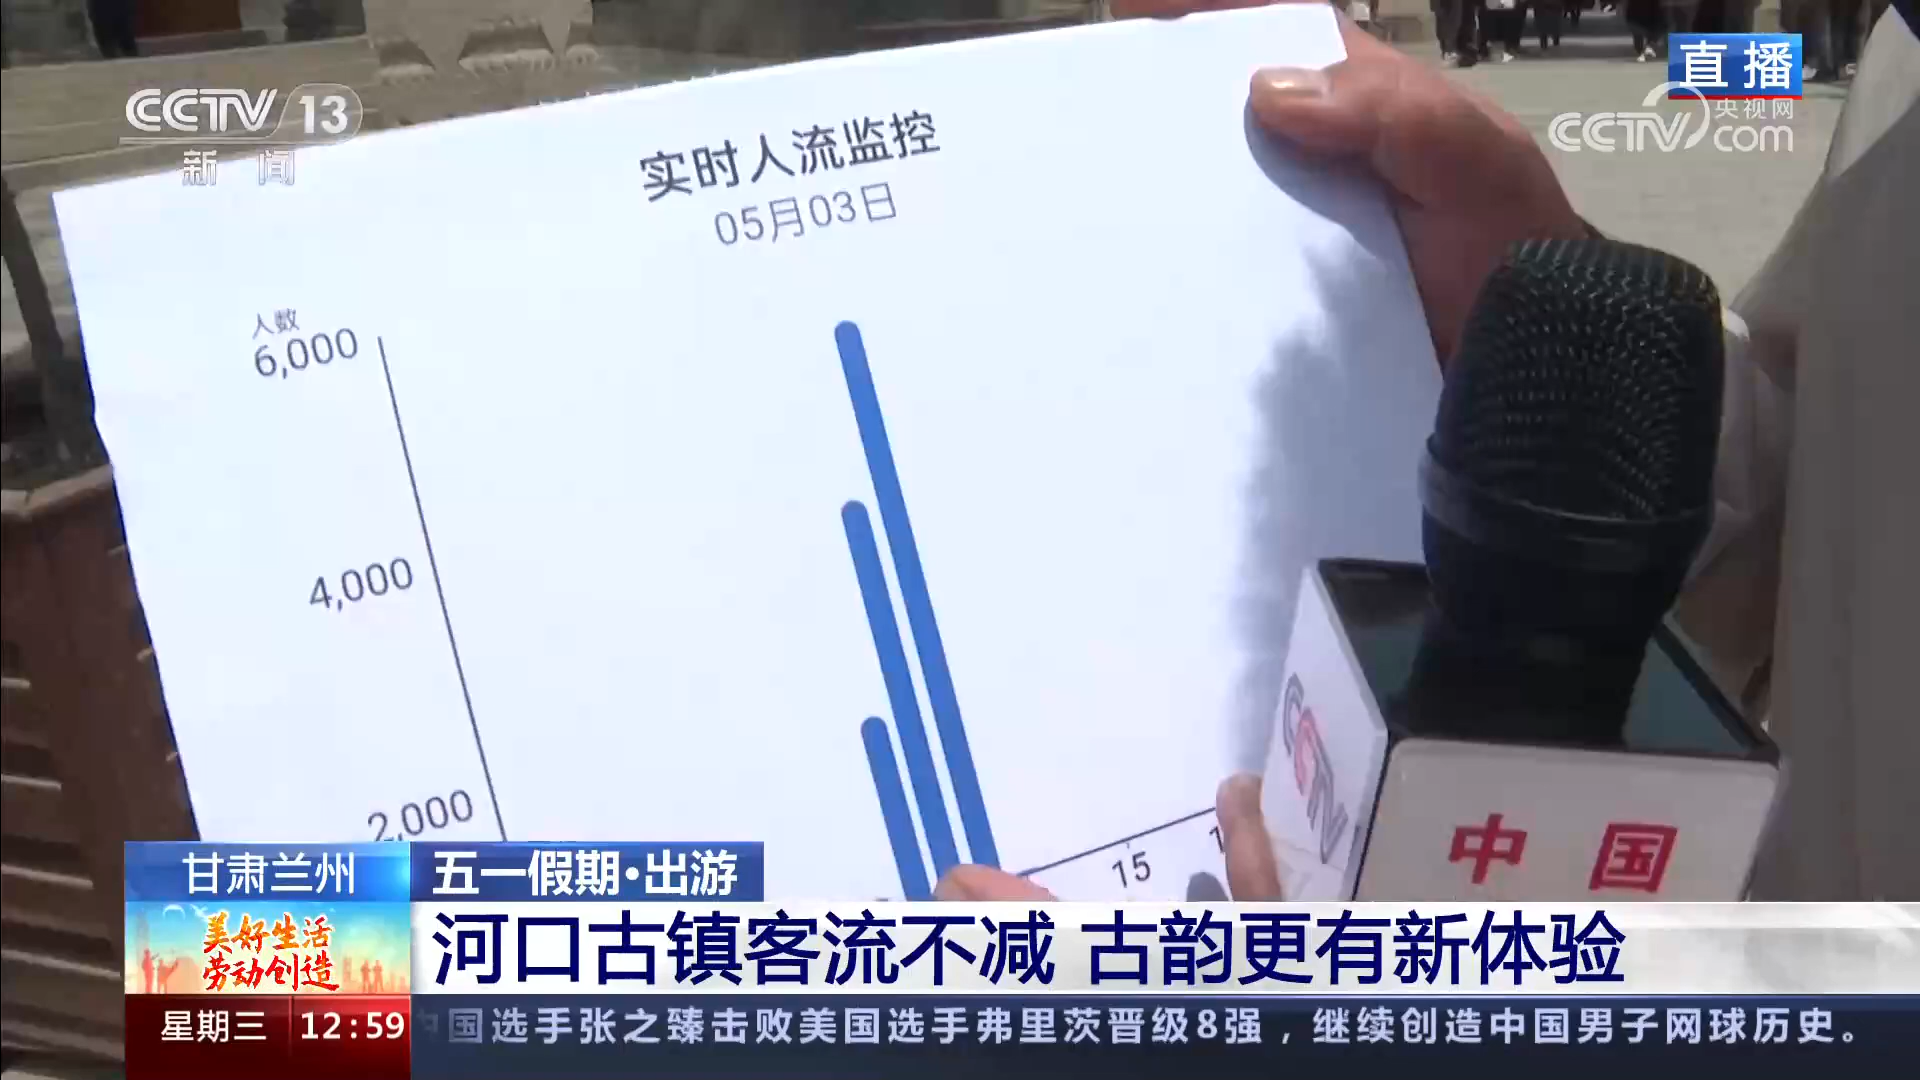 CCTV 13
新闻
直播
央视网
CCTV.com
实时人流监控
05月03日
人数
6,000
4,000
2,000
15
CCTV
中国
甘肃兰州
五一假期·出游
美好生活
劳动创造
河口古镇客流不减 古韵更有新体验
星期三 12:59
国选手张之臻击败美国选手弗里茨晋级8强，继续创造中国男子网球历史。